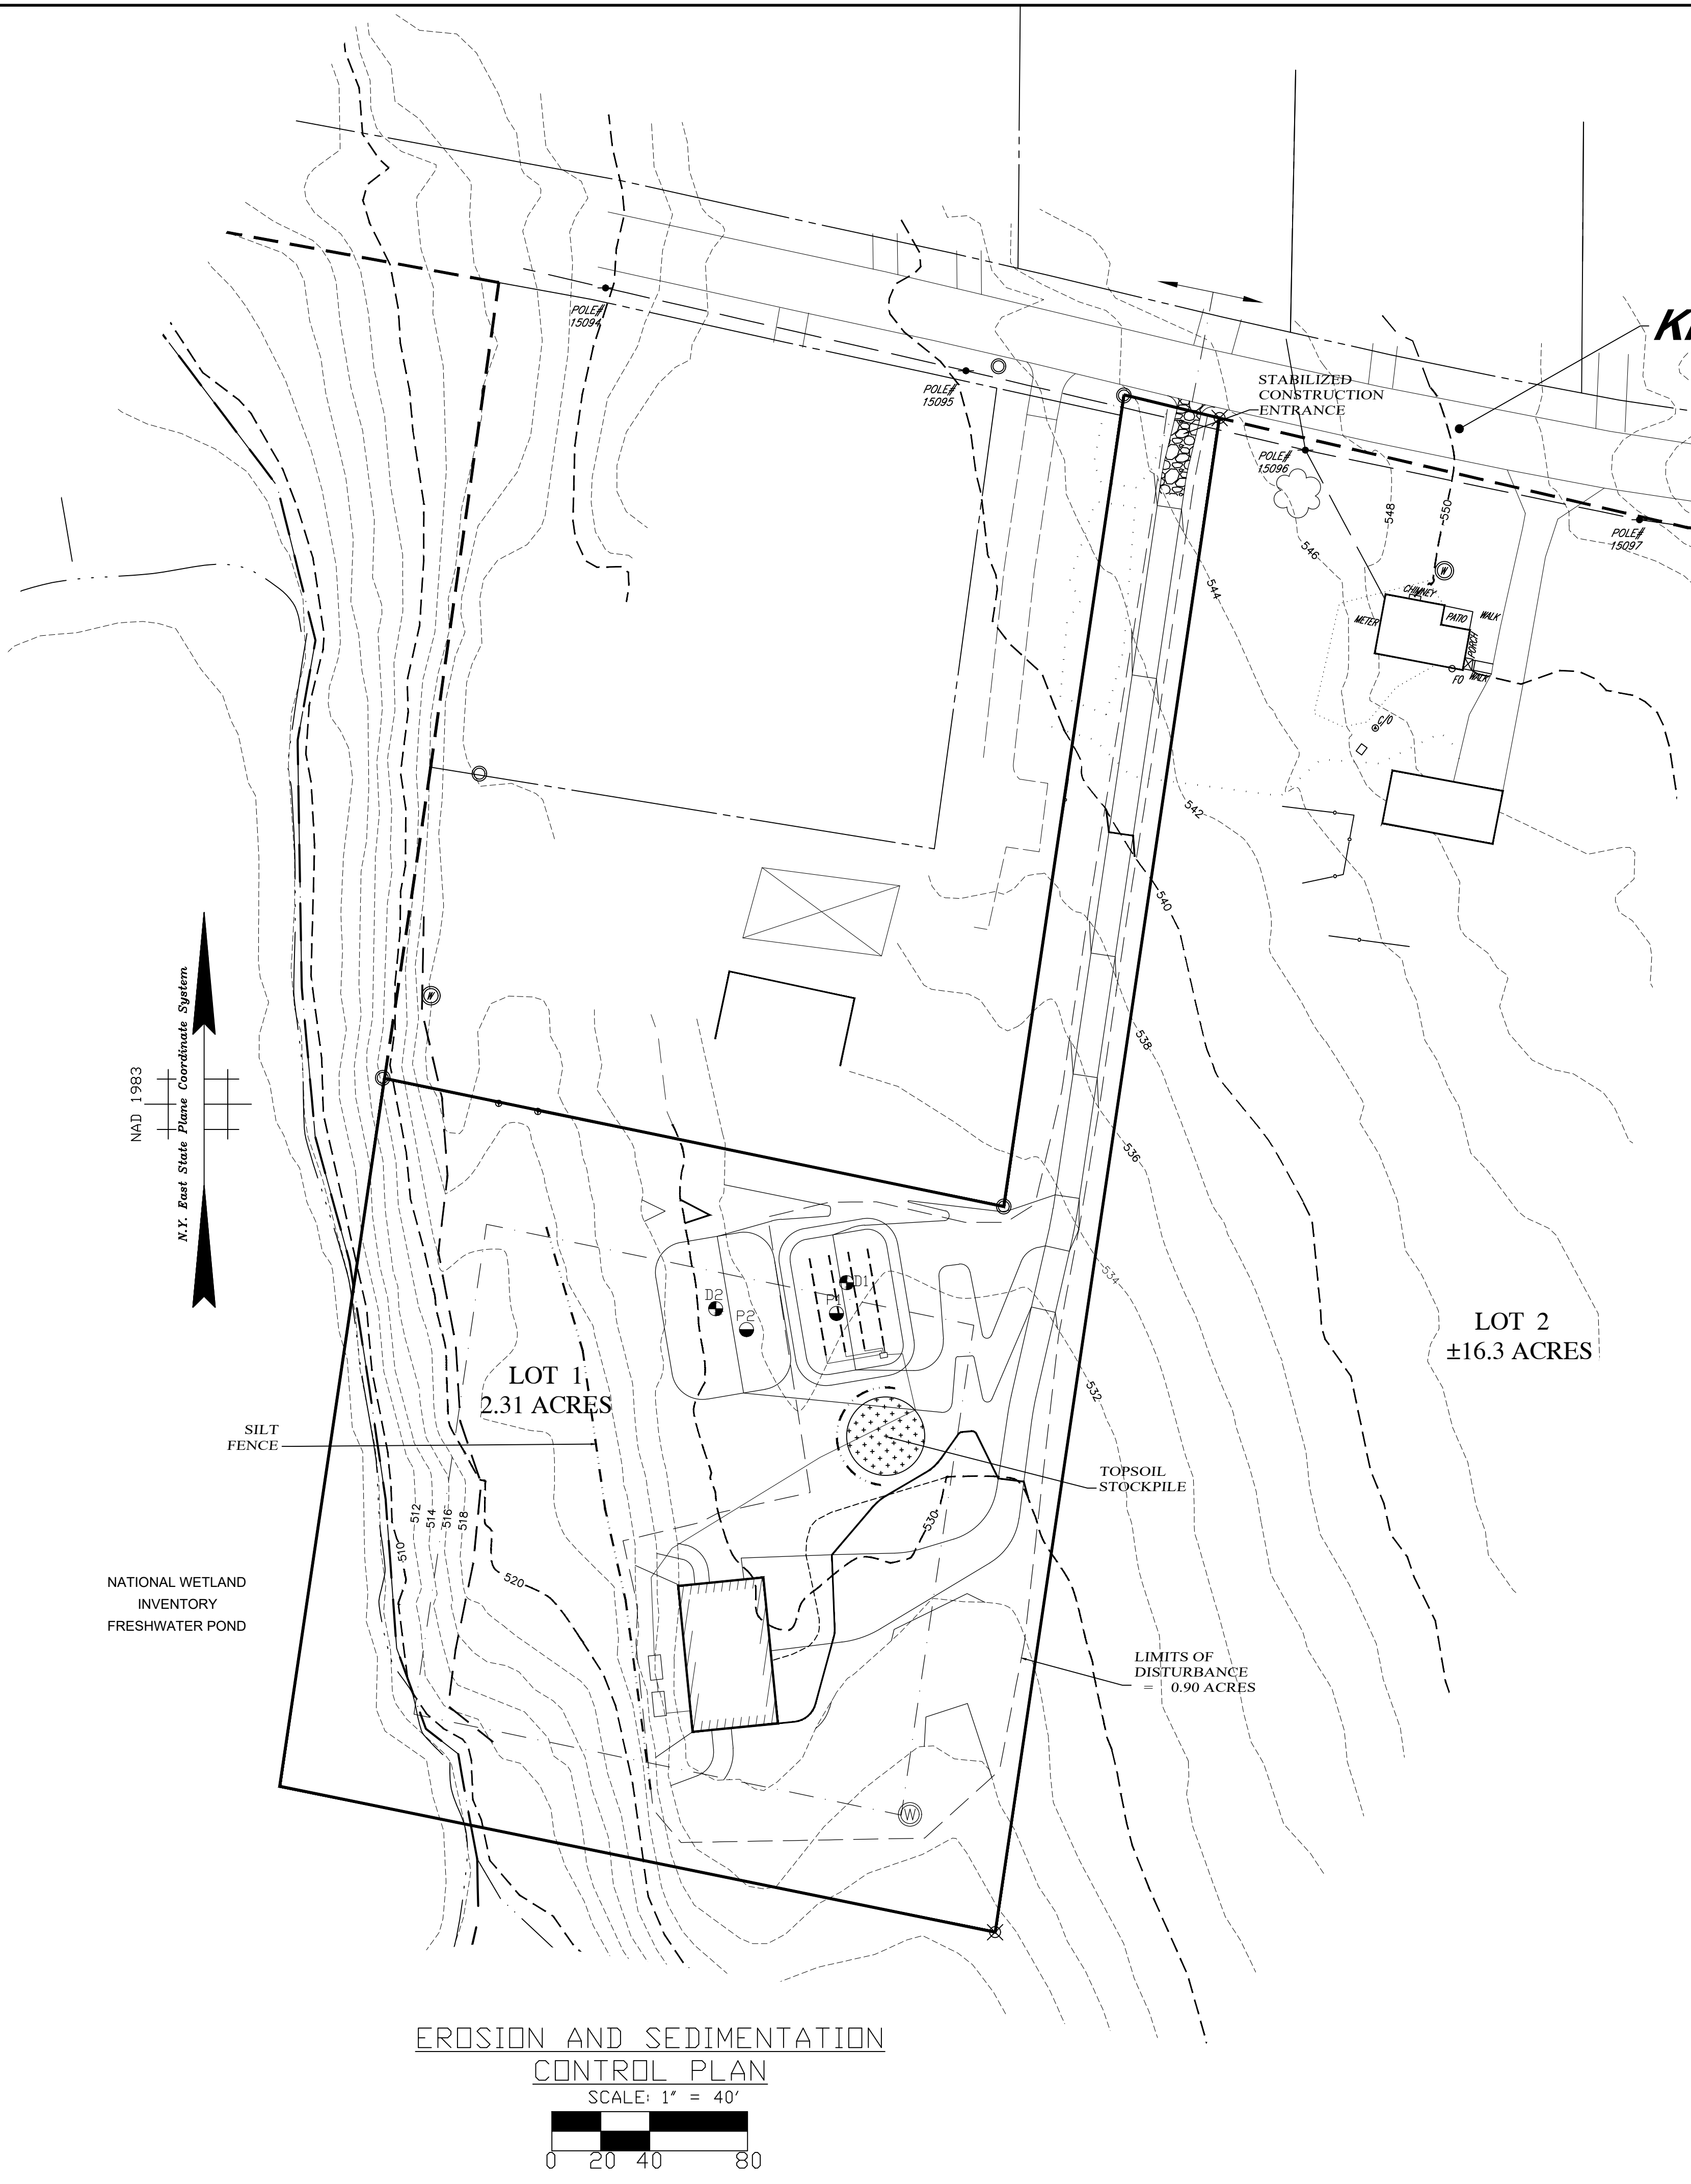 POLE#
15094
POLE#
15095
STABILIZED
CONSTRUCTION
ENTRANCE
POLE#
15096
POLE#
15097
548
550
546
544
W
CHIMNEY
METER
PATIO
WALK
PORCH
FO
WALK
C/O
542
540
538
536
534
532
W
NAD 1983
N.Y. East State Plane Coordinate System
D2
P2
D1
P1
LOT 1
2.31 ACRES
LOT 2
±16.3 ACRES
SILT
FENCE
TOPSOIL
STOCKPILE
512
514
516
518
510
520
530
NATIONAL WETLAND
INVENTORY
FRESHWATER POND
LIMITS OF
DISTURBANCE
= 0.90 ACRES
W
EROSION AND SEDIMENTATION
CONTROL PLAN
SCALE: 1" = 40'
0 20 40 80